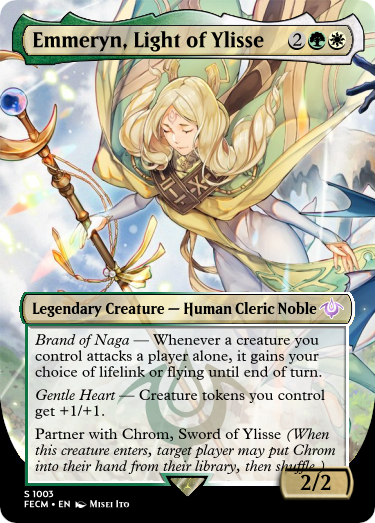 Emmeryn, Light of Ylisse 2
Legendary Creature — Human Cleric Noble
Brand of Naga — Whenever a creature you
control attacks a player alone, it gains your
choice of lifelink or flying until end of turn.
Gentle Heart — Creature tokens you control
get +1/+1.
Partner with Chrom, Sword of Ylisse (When
this creature enters, target player may put Chrom
into their hand from their library, then shuffle.)
2/2
S 1003
FECM • EN Misei Ito